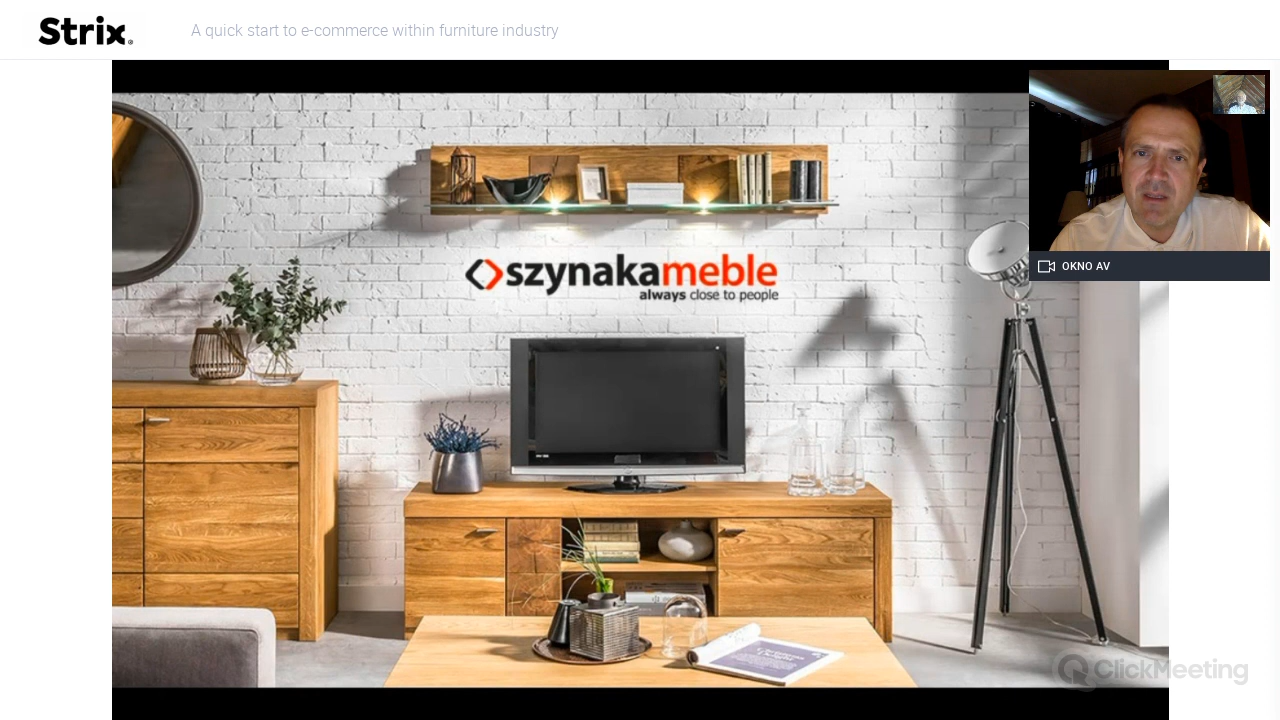 Strix®
A quick start to e-commerce within furniture industry
szynakameble
always close to people
OKNO AV
ClickMeeting